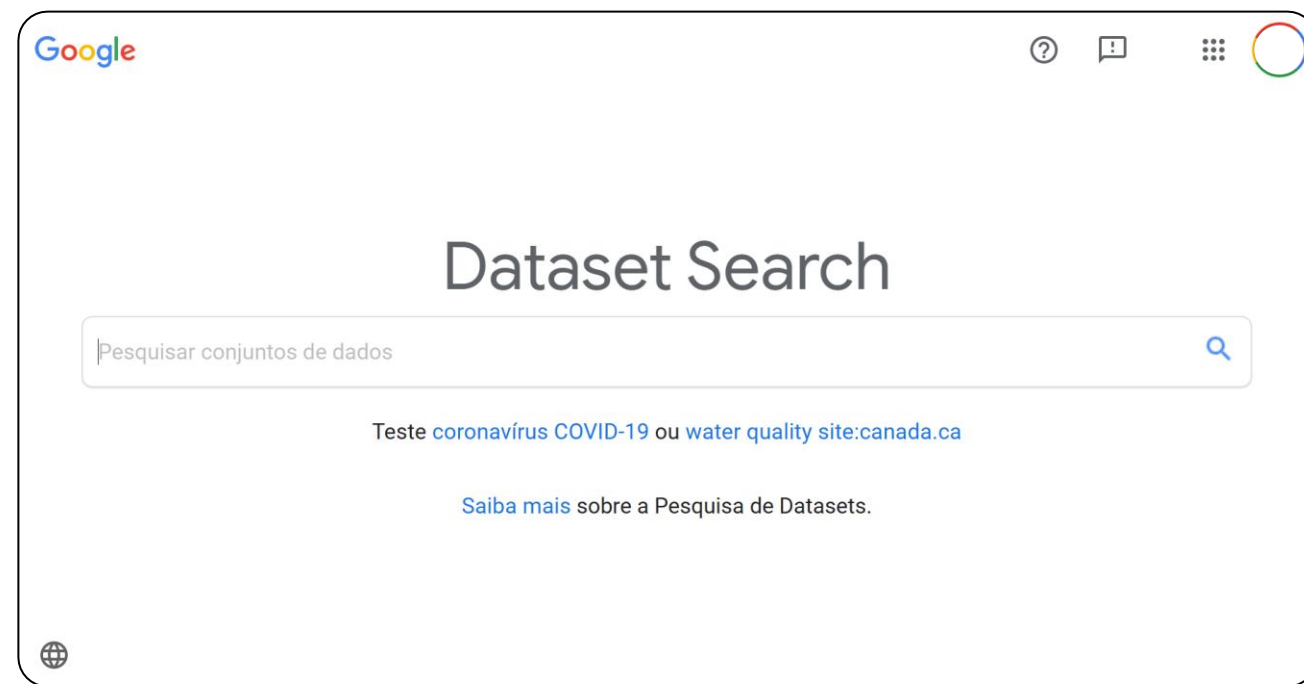 Google
Dataset Search
Pesquisar conjuntos de dados
Teste coronavírus COVID-19 ou water quality site:canada.ca
Saiba mais sobre a Pesquisa de Datasets.